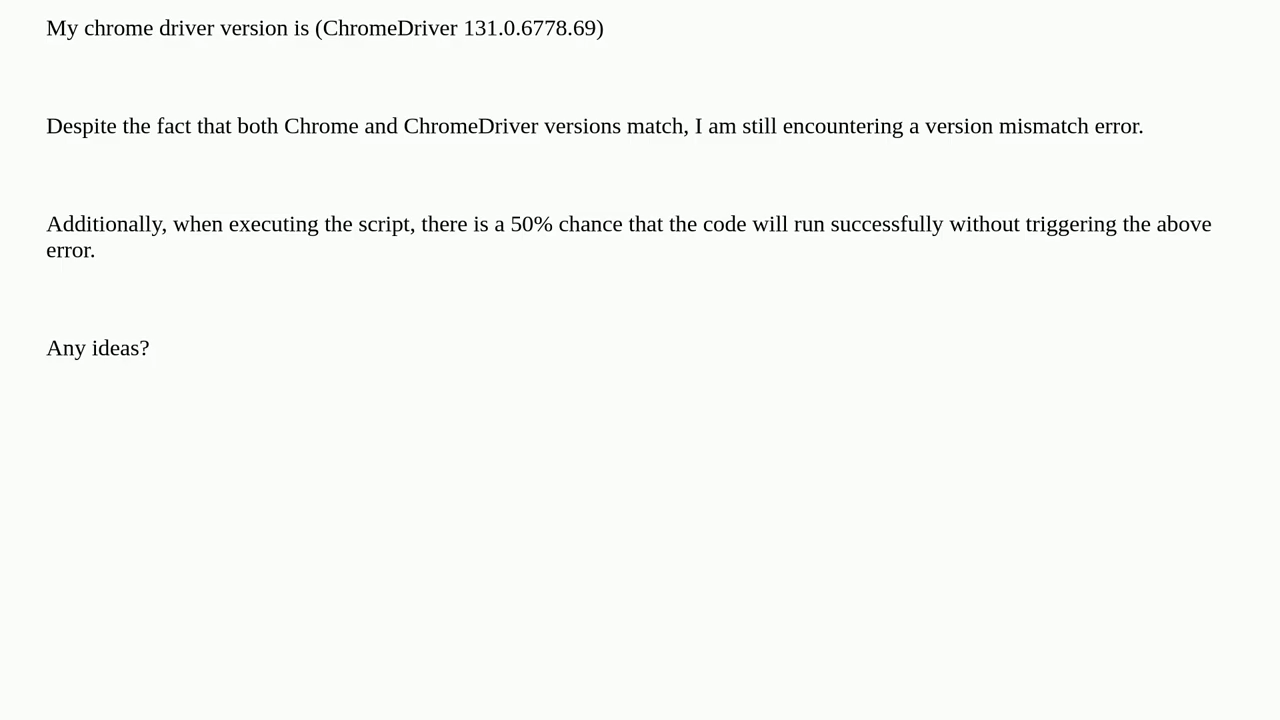 My chrome driver version is (ChromeDriver 131.0.6778.69)
Despite the fact that both Chrome and ChromeDriver versions match, I am still encountering a version mismatch error.
Additionally, when executing the script, there is a 50% chance that the code will run successfully without triggering the above
error.
Any ideas?